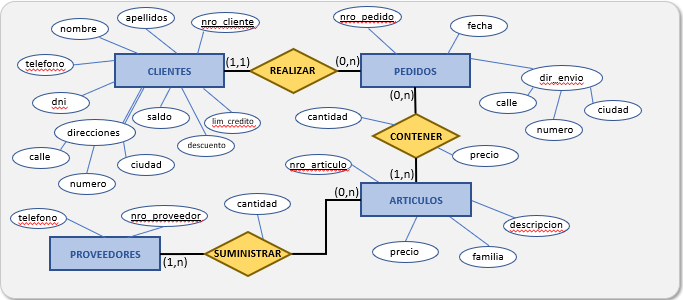 apellidos
nombre
nro_cliente
telefono
CLIENTES
(1,1)
REALIZAR
(0,n)
PEDIDOS
nro_pedido
fecha
dni
saldo
lim_credito
descuento
direcciones
calle
numero
ciudad
dir_envio
calle
numero
ciudad
(0,n)
cantidad
CONTENER
precio
(1,n)
nro_articulo
(0,n)
ARTICULOS
descripcion
precio
familia
telefono
nro_proveedor
cantidad
PROVEEDORES
(1,n)
SUMINISTRAR